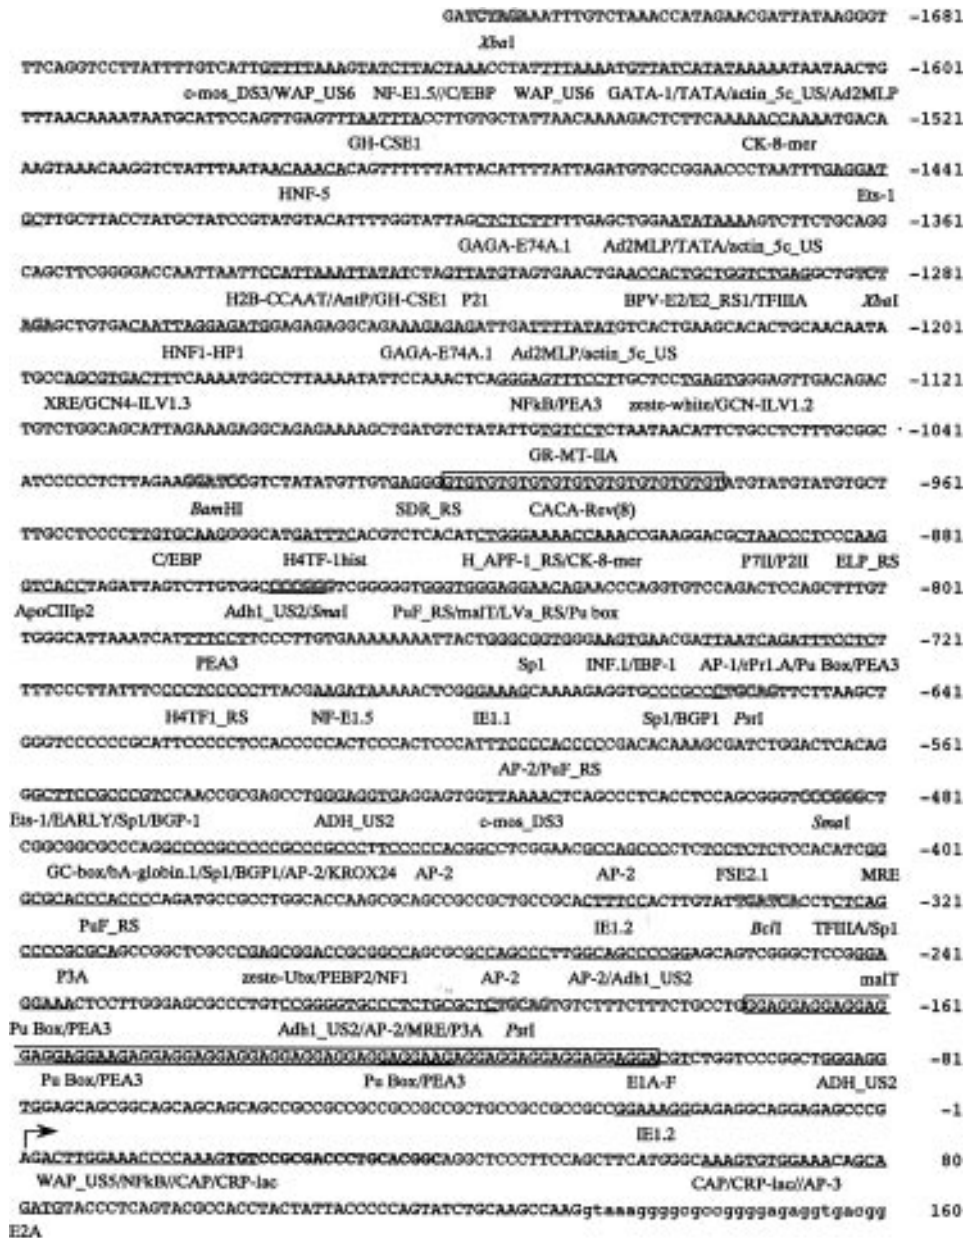 GATCTAGAAATTTGTCTAAACCATAGAACGATTATAAGGGT -1681
XbaI
TTCAGGTCCTTATTTTGTCATTGTTTTAAAGTATCTTACTAAACCTATTTTAAAATGTTATCATATAAAAATAATAACTG -1601
c-mos_DS3/WAP_US6 NF-E1.5//C/EBP WAP_US6 GATA-1/TATA/actin_5c_US/Ad2MLP
TTTAACAAAATAATGCATTCCAGTTGAGTTTAATTTACCTTGTGCTATTAACAAAAGACTCTTCAAAAACCAAAATGACA -1521
GH-CSE1 CK-8-mer
AAGTAAACAAGGTCTATTTAATAACAAACACAGTTTTTTATTACATTTTATTAGATGTGCCGGAACCCTAATTTGAGGAT -1441
HNF-5 Ets-1
GCTTGCTTACCTATGCTATCCGTATGTACATTTTGGTATTAGCTCTCTTTTTGAGCTGGAATATAAAAGTCTTCTGCAGG -1361
GAGA-E74A.1 Ad2MLP/TATA/actin_5c_US
CAGCTTCGGGGACCAATTAATTCCATTAAATTATATCTAGTTATGTAGTGAACTGAACCACTGCTGGTCTGAGGCTGTCT -1281
H2B-CCAAT/AntP/GH-CSE1 P21 BPV-E2/E2_RS1/TFIIIA XbaI
AGAGCTGTGACAATTAGGAGATGGAGAGAGGCAGAAAGAGAGATTGATTTTATATGTCACTGAAGCACACTGCAACAATA -1201
HNF1-HP1 GAGA-E74A.1 Ad2MLP/actin_5c_US
TGCCAGCGTGACTTTCAAAATGGCCTTAAAATATTCCAAACTCAGGGAGTTTCCTTGCTCCTGAGTGGGAGTTGACAGAC -1121
XRE/GCN4-ILV1.3 NFkB/PEA3 zeste-white/GCN-ILV1.2
TGTCTGGCAGCATTAGAAAGAGGCAGAGAAAAGCTGATGTCTATATTGTGTCCTCTAATAACATTCTGCCTCTTTGCGGC -1041
GR-MT-IIA
ATCCCCCTCTTAGAAGGATCCGTCTATATGTTGTGAGGGGTGTGTGTGTGTGTGTGTGTGTGTGTATGTATGTATGTGCT -961
BamHI SDR_RS CACA-Rev(8)
TTGCCTCCCCTTGTGCAAGGGGCATGATTTCACGTCTCACATCTGGGAAAACCAAACCGAAGGACGCTAACCCTCCCAAG -881
C/EBP H4TF-1hist H_APF-1_RS/CK-8-mer P7II/P2II ELP_RS
GTCACCTAGATTAGTCTTGTGGCCCCGGGTCGGGGGTGGGTGGGAGGAACAGAACCCAGGTGTCCAGACTCCAGCTTTGT -801
ApoCIIIp2 Adh1_US2/SmaI PuF_RS/malT/LVa_RS/Pu box
TGGGCATTAAATCATTTTCCTTCCCTTGTGAAAAAAAATTACTGGGCGGTGGGAAGTGAACGATTAATCAGATTTCCTCT -721
PEA3 Sp1 INF.1/IBP-1 AP-1/rPr1.A/Pu Box/PEA3
TTTCCCTTATTTCCCCTCCCCCTTACGAAGATAAAAACTCGGGAAAGCAAAAGAGGTGCCCGCCCTGCAGTTCTTAAGCT -641
H4TF1_RS NF-E1.5 IE1.1 Sp1/BGP1 PstI
GGGTCCCCCCGCATTCCCCCTCCACCCCCACTCCCACTCCCATTTCCCCACCCCCGACACAAAGCGATCTGGACTCACAG -561
AP-2/PuF_RS
GGCTTCCGCCCGTCCAACCGCGAGCCTGGGAGGTGAGGAGTGGTTAAAACTCAGCCCTCACCTCCAGCGGGTCCCGGGCT -481
Ets-1/EARLY/Sp1/BGP-1 ADH_US2 c-mos_DS3 SmaI
CGGCGGCGCCCAGGCCCCGCCCCCGCCCGCCCTTCCCCCACGGCCTCGGAACGCCAGCCCCTCTCCTCTCTCCACATCGG -401
GC-box/bA-globin.1/Sp1/BGP1/AP-2/KROX24 AP-2 AP-2 FSE2.1 MRE
GCGCACCCACCCCAGATGCCGCCTGGCACCAAGCGCAGCCGCCGCTGCCGCGCACTTTCCACTTGTATTGATCACCTCTCAG -321
PuF_RS IE1.2 BclI TFIIIA/Sp1
CCCCGCGCAGCCGGCTCGCCCGAGCGGACCGCGGCCAGCGCGCCAGCCCTTGGCAGCCCCGGAGCAGTCGGGCTCCGGGA -241
P3A zeste-Ubx/PEBP2/NF1 AP-2 AP-2/Adh1_US2 malT
GGAAACTCCTTGGGAGCGCCCTGTCCGGGGTGCCCTCTGCGCTCTGCAGTGTCTTTCTTTCTGCCTGGGAGGAGGAGGAG -161
Pu Box/PEA3 Adh1_US2/AP-2/MRE/P3A PstI
GAGGAGGAAGAGGAGGAGGAGGAGGAGGAGGAGGAGGAGGAAGAGGAGGAGGAGGAGGAGGACGTCTGGTCCCGGCTGGGAGG -81
Pu Box/PEA3 Pu Box/PEA3 E1A-F ADH_US2
TGGAGCAGCGGCAGCAGCAGCAGCCGCCGCCGCCGCCGCCGCTGCCGCCGCCGCCGCCGGAAAGGGAGAGGCAGGAGAGCCCG -1
IE1.2
AGACTTGGAAACCCCAAAGTGTCCGCGACCCTGCACGGCAGGCTCCCTTCCAGCTTCATGGGCAAAGTGTGGAAACAGCA 80
WAP_US5/NFkB//CAP/CRP-lac CAP/CRP-lac//AP-3
GATGTACCCTCAGTACGCCACCTACTATTACCCCCAGTATCTGCAAGCCAAGgtaaaggggcgccggggagaggtgacgg 160
E2A